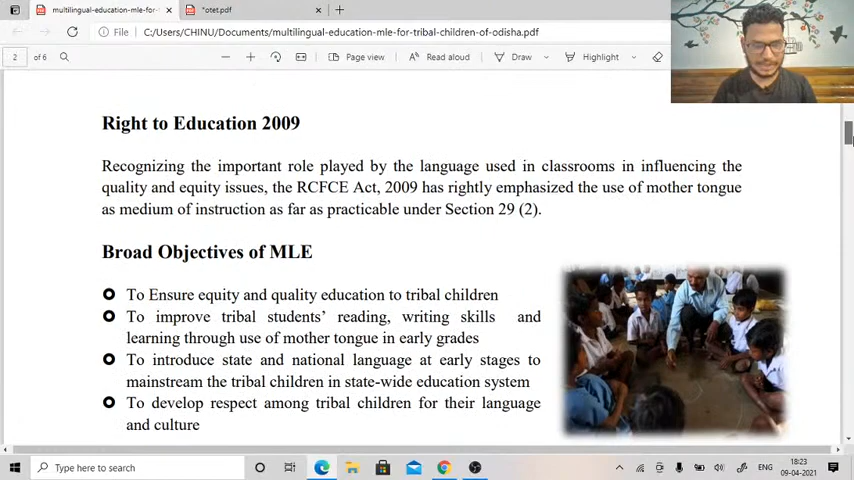 multilingual-education-mle-for-
*otet.pdf
File
C:/Users/CHINU/Documents/multilingual-education-mle-for-tribal-children-of-odisha.pdf
2 of 6
Page view
Read aloud
Draw
Highlight
Right to Education 2009
Recognizing the important role played by the language used in classrooms in influencing the
quality and equity issues, the RCFCE Act, 2009 has rightly emphasized the use of mother tongue
as medium of instruction as far as practicable under Section 29 (2).
Broad Objectives of MLE
To Ensure equity and quality education to tribal children
To improve tribal students' reading, writing skills and
learning through use of mother tongue in early grades
To introduce state and national language at early stages to
mainstream the tribal children in state-wide education system
To develop respect among tribal children for their language
and culture
Type here to search
ENG
18:23
09-04-2021